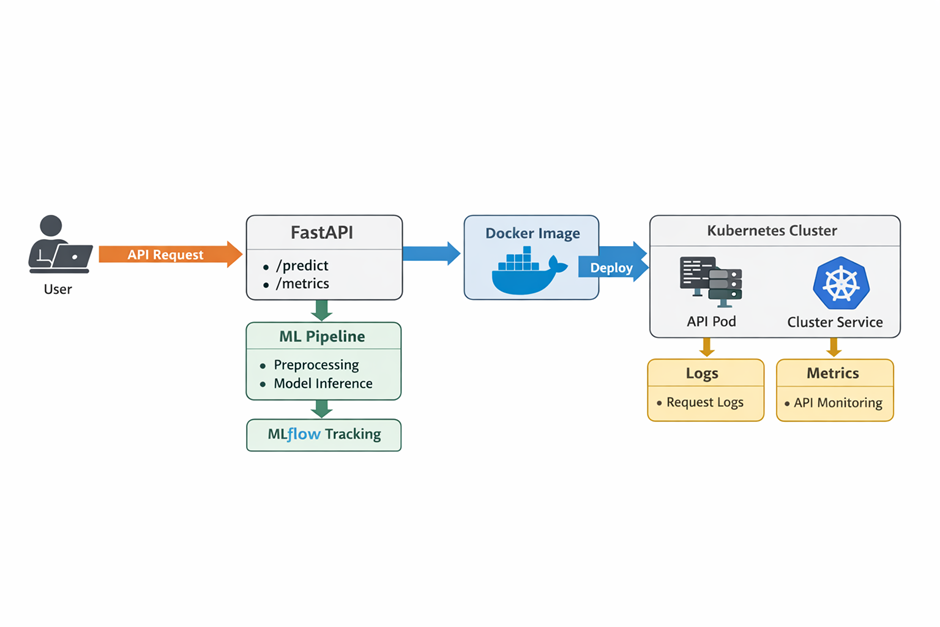 User
API Request
FastAPI
• /predict
• /metrics
ML Pipeline
• Preprocessing
• Model Inference
MLflow Tracking
Docker Image
Deploy
Kubernetes Cluster
API Pod
Cluster Service
Logs
• Request Logs
Metrics
• API Monitoring